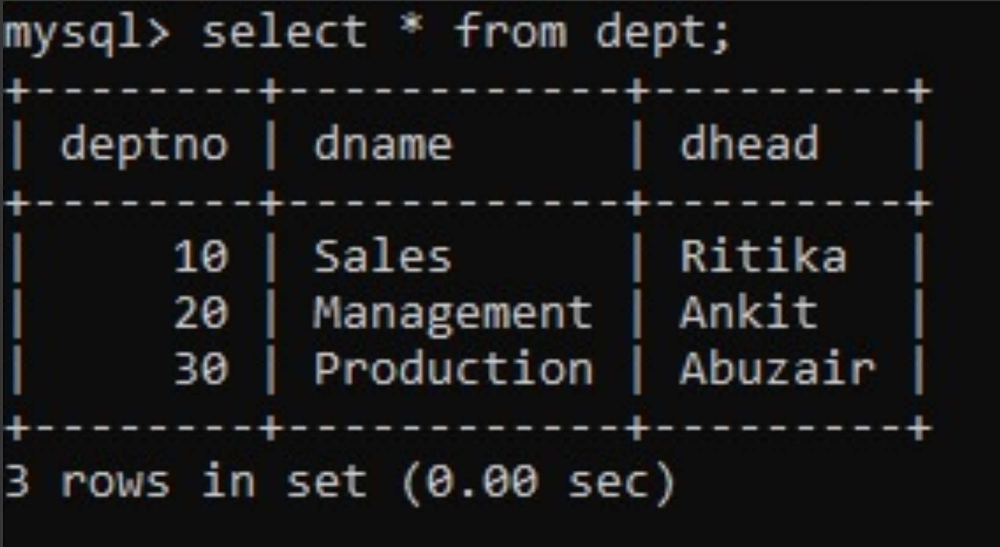 mysql> select * from dept;
+---------+------------+---------+
| deptno | dname | dhead |
+---------+------------+---------+
| 10 | Sales | Ritika |
| 20 | Management | Ankit |
| 30 | Production | Abuzair |
+---------+------------+---------+
3 rows in set (0.00 sec)